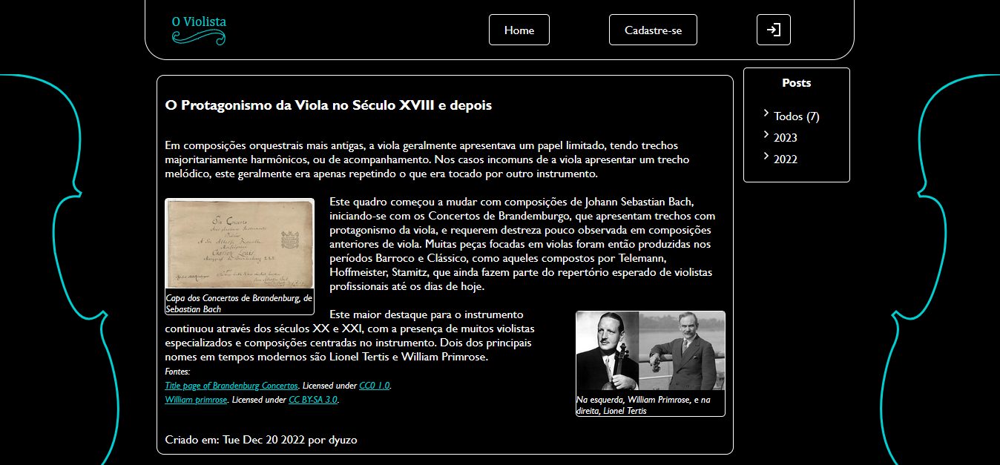 O Violista
Home
Cadastre-se
Posts
Todos (7)
2023
2022
O Protagonismo da Viola no Século XVIII e depois
Em composições orquestrais mais antigas, a viola geralmente apresentava um papel limitado, tendo trechos
majoritariamente harmônicos, ou de acompanhamento. Nos casos incomuns de a viola apresentar um trecho
melódico, este geralmente era apenas repetindo o que era tocado por outro instrumento.
Este quadro começou a mudar com composições de Johann Sebastian Bach,
iniciando-se com os Concertos de Brandemburgo, que apresentam trechos com
protagonismo da viola, e requerem destreza pouco observada em composições
anteriores de viola. Muitas peças focadas em violas foram então produzidas nos
períodos Barroco e Clássico, como aqueles compostos por Telemann,
Hoffmeister, Stamitz, que ainda fazem parte do repertório esperado de violistas
profissionais até os dias de hoje.
Capa dos Concertos de Brandenburg, de
Sebastian Bach
Este maior destaque para o instrumento
continuou através dos séculos XX e XXI, com a presença de muitos violistas
especializados e composições centradas no instrumento. Dois dos principais
nomes em tempos modernos são Lionel Tertis e William Primrose.
Fontes:
Title page of Brandenburg Concertos. Licensed under CC0 1.0.
William primrose. Licensed under CC BY-SA 3.0.
Na esquerda, William Primrose, e na
direita, Lionel Tertis
Criado em: Tue Dec 20 2022 por dyuzo